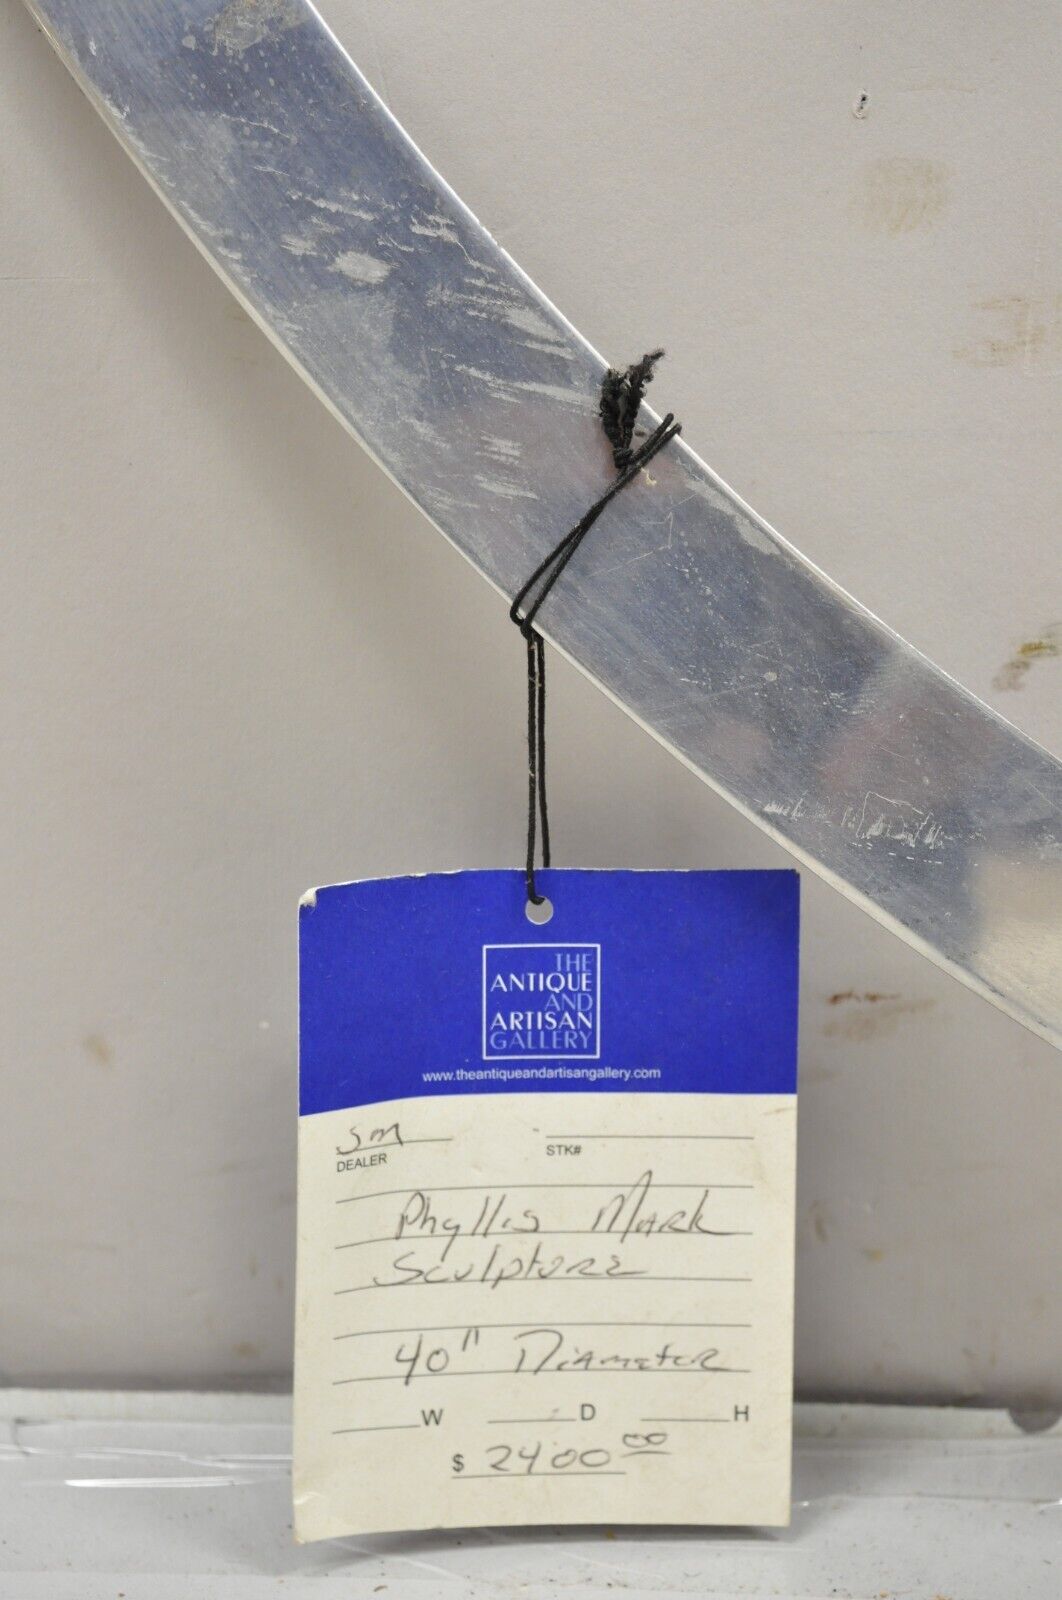 THE
ANTIQUE
AND
ARTISAN
GALLERY
www.theantiqueandartisangallery.com
SM
DEALER
STK#
Phyllis Mark
Sculpture
40" Diameter
W D H
$ 2400 00